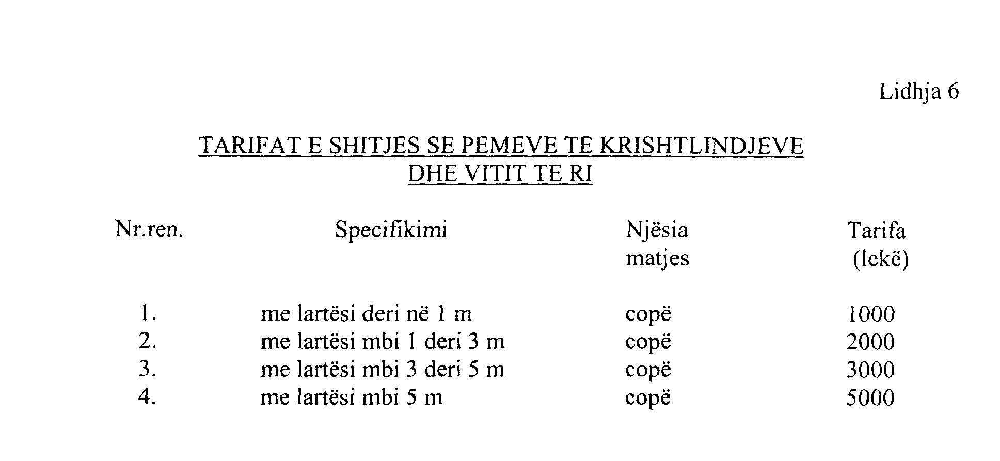 Lidhja 6
TARIFAT E SHITJES SE PEMEVE TE KRISHTLINDJEVE
DHE VITIT TE RI
Nr.ren. Specifikimi Njësia Tarifa
matjes (lekë)
1. me lartësi deri në 1 m copë 1000
2. me lartësi mbi 1 deri 3 m copë 2000
3. me lartësi mbi 3 deri 5 m copë 3000
4. me lartësi mbi 5 m copë 5000